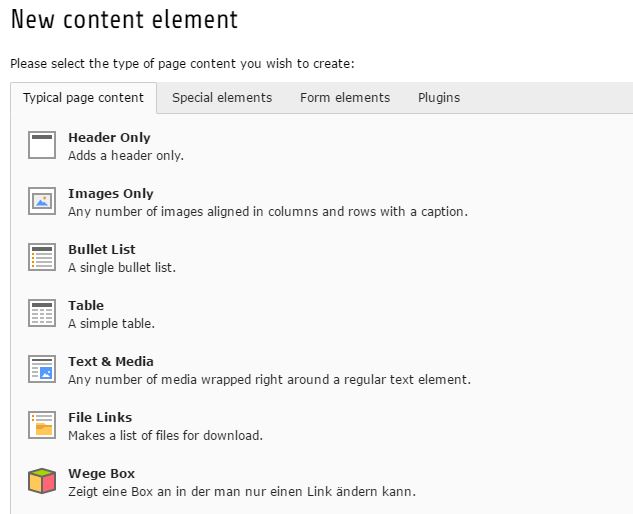 New content element
Please select the type of page content you wish to create:
Typical page content Special elements Form elements Plugins
Header Only
Adds a header only.
Images Only
Any number of images aligned in columns and rows with a caption.
Bullet List
A single bullet list.
Table
A simple table.
Text & Media
Any number of media wrapped right around a regular text element.
File Links
Makes a list of files for download.
Wege Box
Zeigt eine Box an in der man nur einen Link ändern kann.